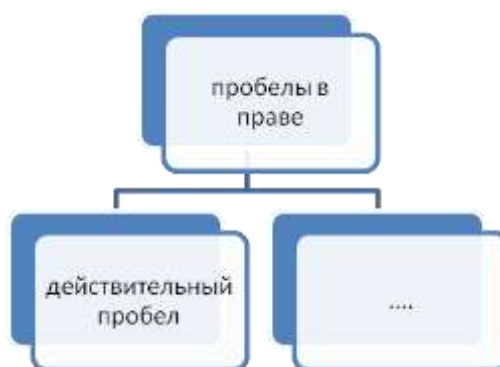 пробелы в
праве
действительный
пробел
....